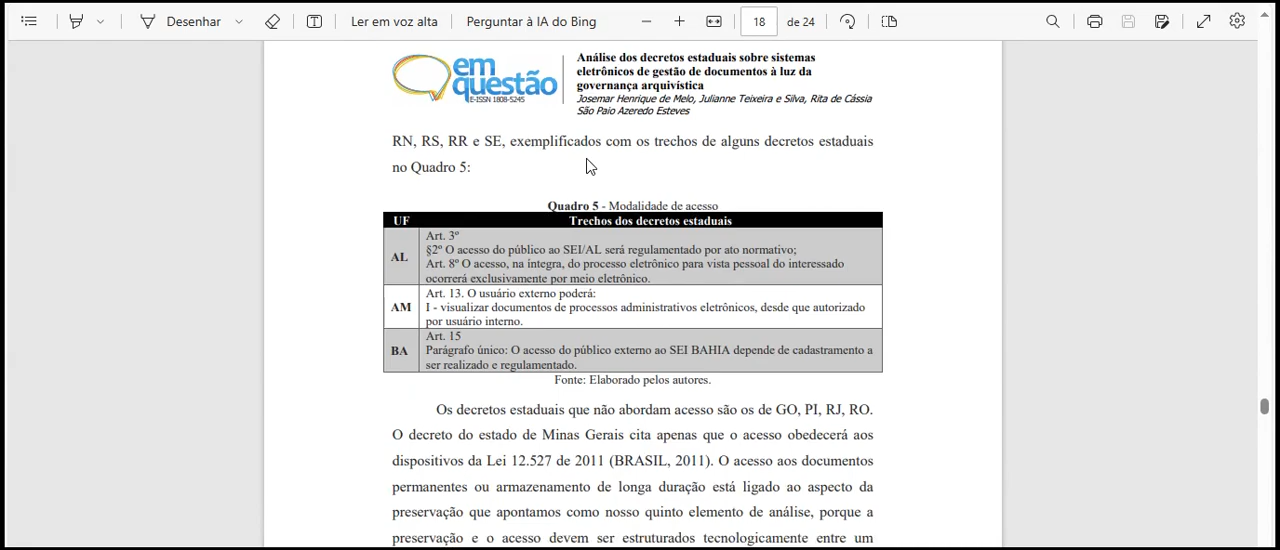 Desenhar
Ler em voz alta
Perguntar à IA do Bing
18
de 24
em
questão
E-ISSN 1808-5245
Análise dos decretos estaduais sobre sistemas
eletrônicos de gestão de documentos à luz da
governança arquivística
Josemar Henrique de Melo, Julianne Teixeira e Silva, Rita de Cássia
São Paio Azeredo Esteves
RN, RS, RR e SE, exemplificados com os trechos de alguns decretos estaduais
no Quadro 5:
Quadro 5 - Modalidade de acesso
UF
Trechos dos decretos estaduais
AL
Art. 3º
§2º O acesso do público ao SEI/AL será regulamentado por ato normativo;
Art. 8º O acesso, na íntegra, do processo eletrônico para vista pessoal do interessado
ocorrerá exclusivamente por meio eletrônico.
AM
Art. 13. O usuário externo poderá:
I - visualizar documentos de processos administrativos eletrônicos, desde que autorizado
por usuário interno.
BA
Art. 15
Parágrafo único: O acesso do público externo ao SEI BAHIA depende de cadastramento a
ser realizado e regulamentado.
Fonte: Elaborado pelos autores.
Os decretos estaduais que não abordam acesso são os de GO, PI, RJ, RO.
O decreto do estado de Minas Gerais cita apenas que o acesso obedecerá aos
dispositivos da Lei 12.527 de 2011 (BRASIL, 2011). O acesso aos documentos
permanentes ou armazenamento de longa duração está ligado ao aspecto da
preservação que apontamos como nosso quinto elemento de análise, porque a
preservação e o acesso devem ser estruturados tecnologicamente entre um